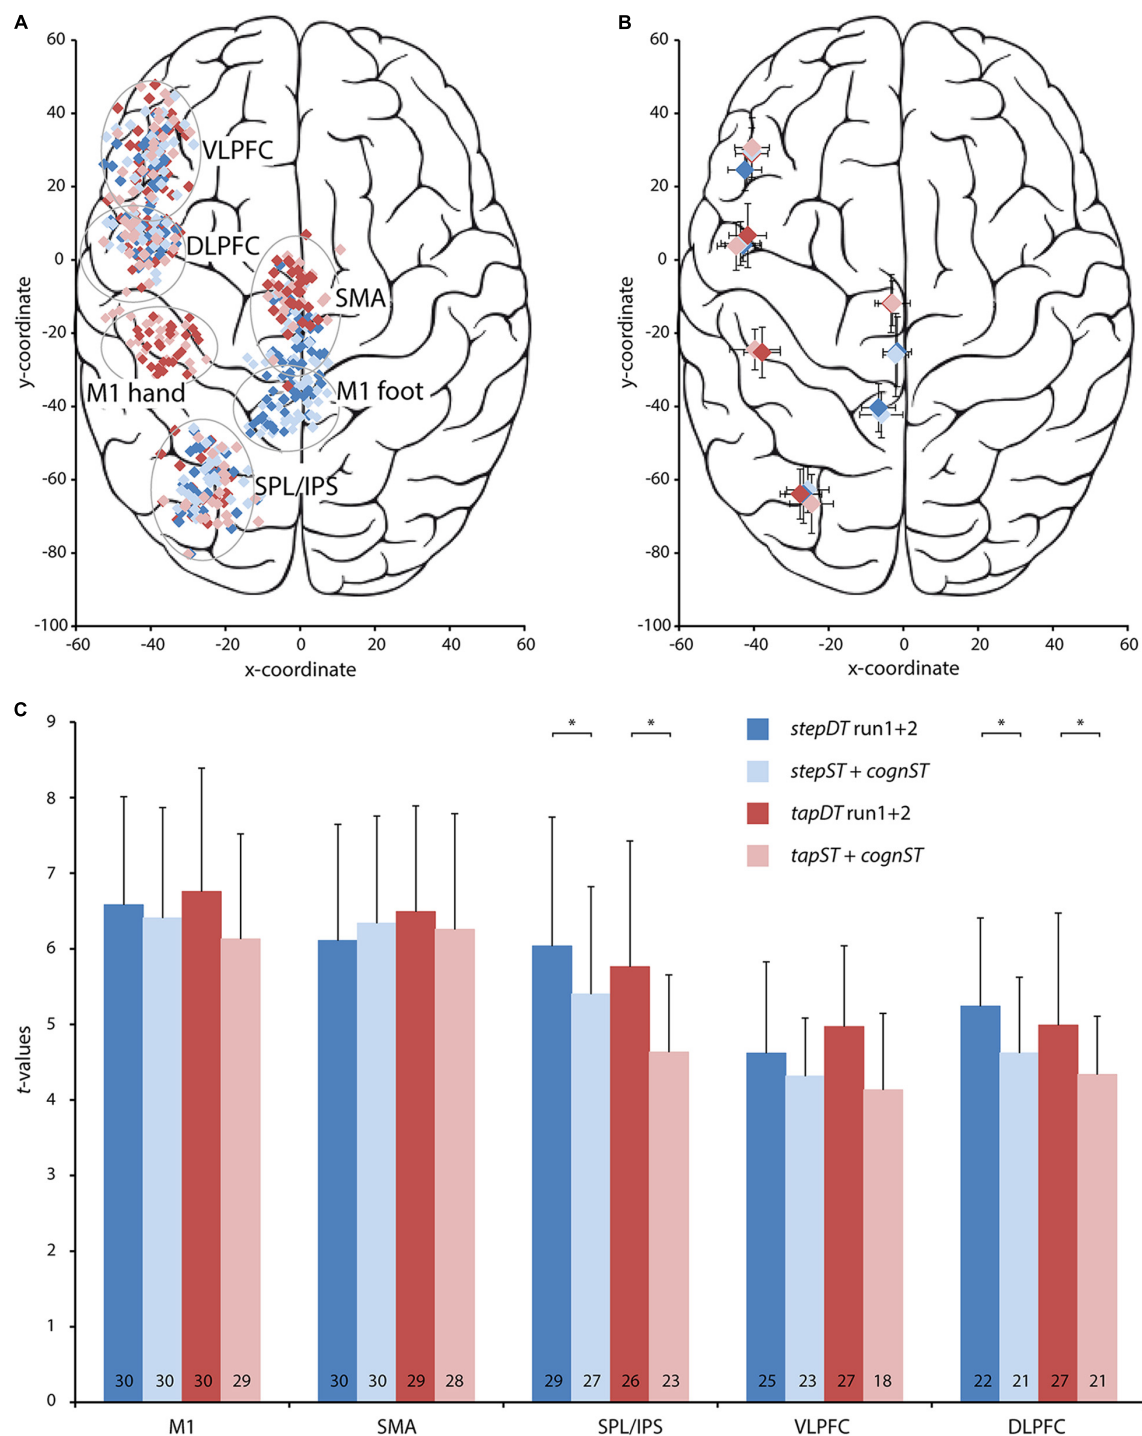 A
60
40
20
0
-20
-40
-60
-80
-100
y-coordinate
VLPFC
DLPFC
SMA
M1 hand
M1 foot
SPL/IPS
-60 -40 -20 0 20 40 60
x-coordinate
B
60
40
20
0
-20
-40
-60
-80
-100
y-coordinate
-60 -40 -20 0 20 40 60
x-coordinate
C
9
8
7
6
5
4
3
2
1
0
t-values
* * * *
stepDT run1+2
stepST + cognST
tapDT run1+2
tapST + cognST
30 30 30 29 30 30 29 28 29 27 26 23 25 23 27 18 22 21 27 21
M1 SMA SPL/IPS VLPFC DLPFC